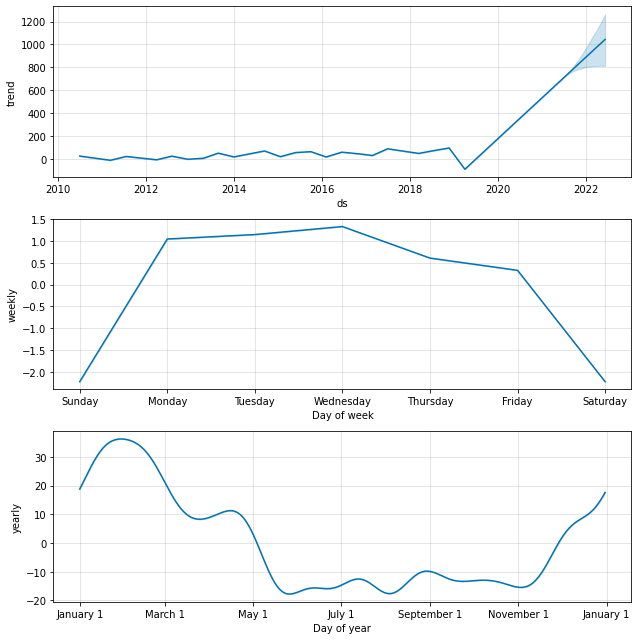 1200
1000
800
600
400
200
0
trend
2010 2012 2014 2016 2018 2020 2022
ds
1.5
1.0
0.5
0.0
−0.5
−1.0
−1.5
−2.0
weekly
Sunday Monday Tuesday Wednesday Thursday Friday Saturday
Day of week
30
20
10
0
−10
−20
yearly
January 1 March 1 May 1 July 1 September 1 November 1 January 1
Day of year